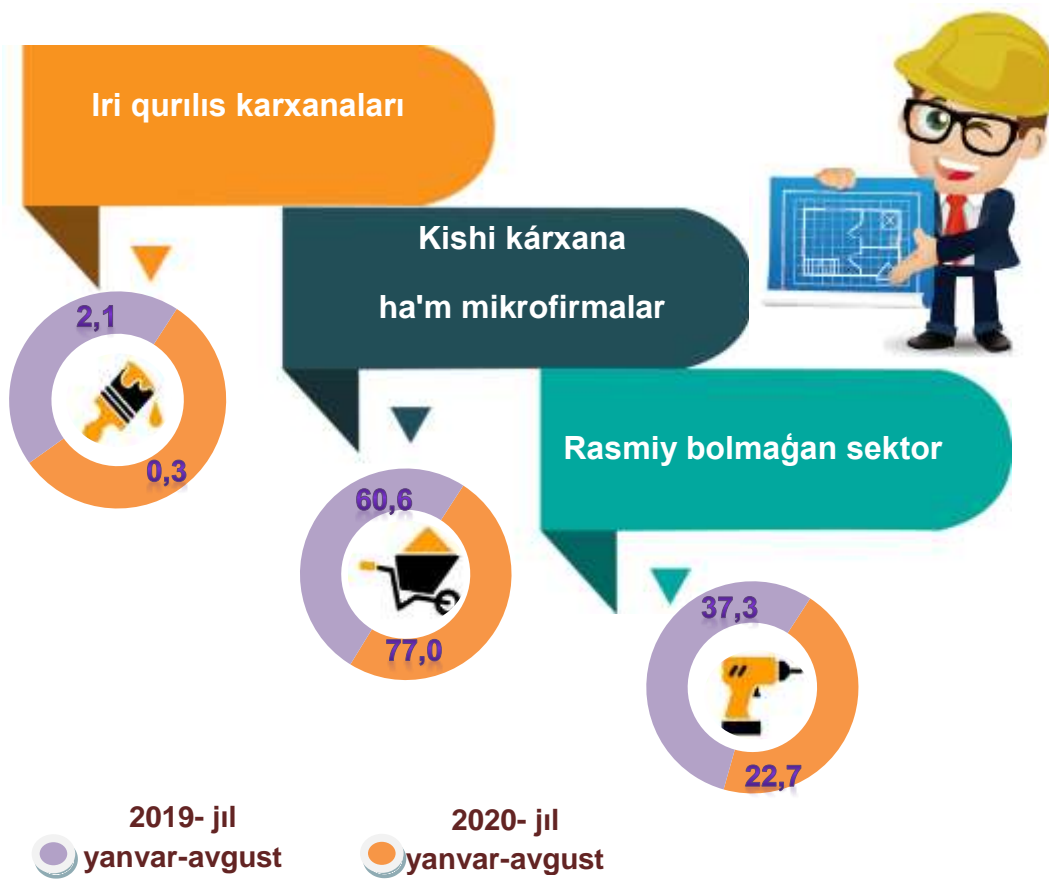 Iri qurılıs karxanaları
Kishi kárxana
ha'm mikrofirmalar
Rasmiy bolmaǵan sektor
2,1
0,3
60,6
77,0
37,3
22,7
2019- jıl
yanvar-avgust
2020- jıl
yanvar-avgust